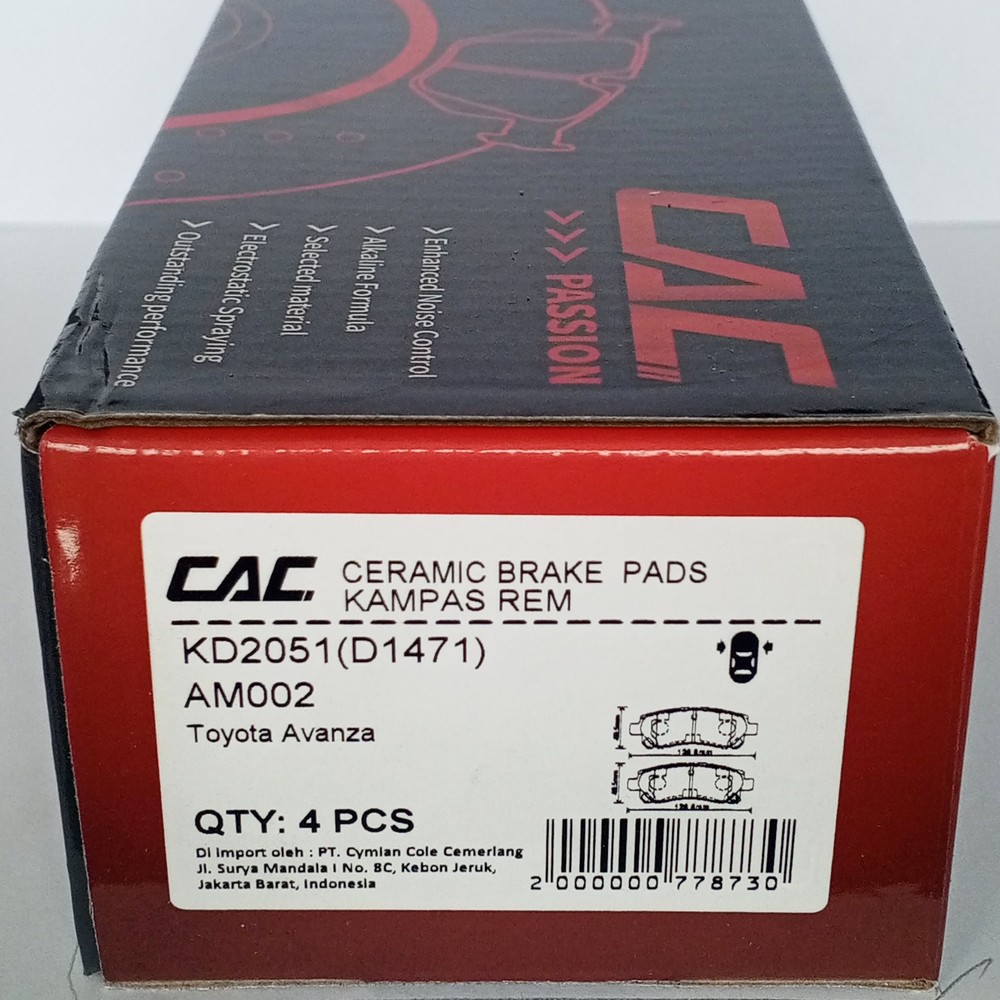 CAC
>>>> PASSION
> Enhanced Noise Control
> Alkaline Formula
> Selected material
> Electrostatic Spraying
> Outstanding performance
CAC
CERAMIC BRAKE PADS
KAMPAS REM
KD2051(D1471)
AM002
Toyota Avanza
QTY: 4 PCS
Di Import oleh : PT. Cymian Cole Cemerlang
Jl. Surya Mandala I No. 8C, Kebon Jeruk,
Jakarta Barat, Indonesia
2 000000 778730